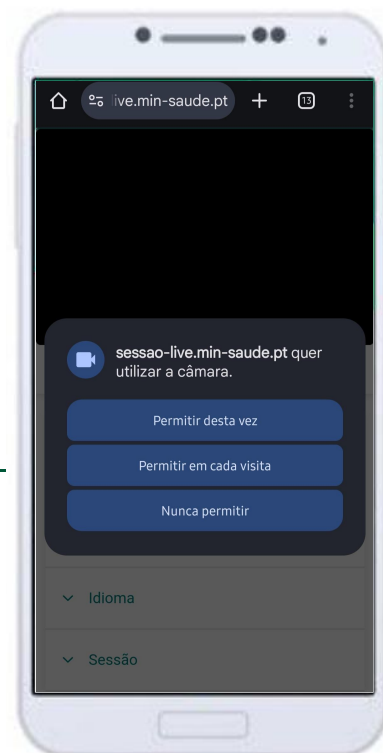 ive.min-saude.pt
13
sessao-live.min-saude.pt quer
utilizar a câmara.
Permitir desta vez
Permitir em cada visita
Nunca permitir
Idioma
Sessão